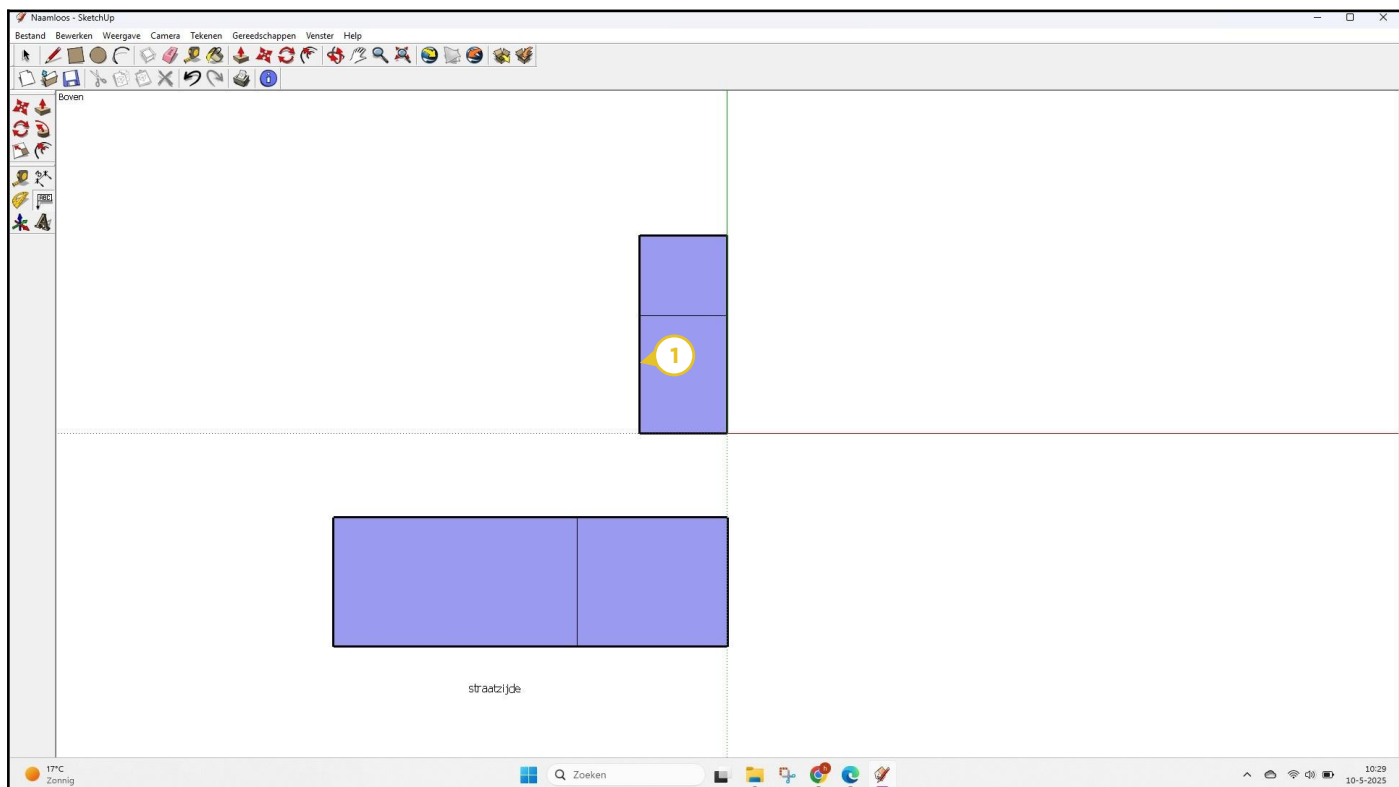 Naamloos - SketchUp
Bestand Bewerken Weergave Camera Tekenen Gereedschappen Venster Help
Boven
ABC
1
straatzijde
17°C
Zonnig
Zoeken
10:29
10-5-2025